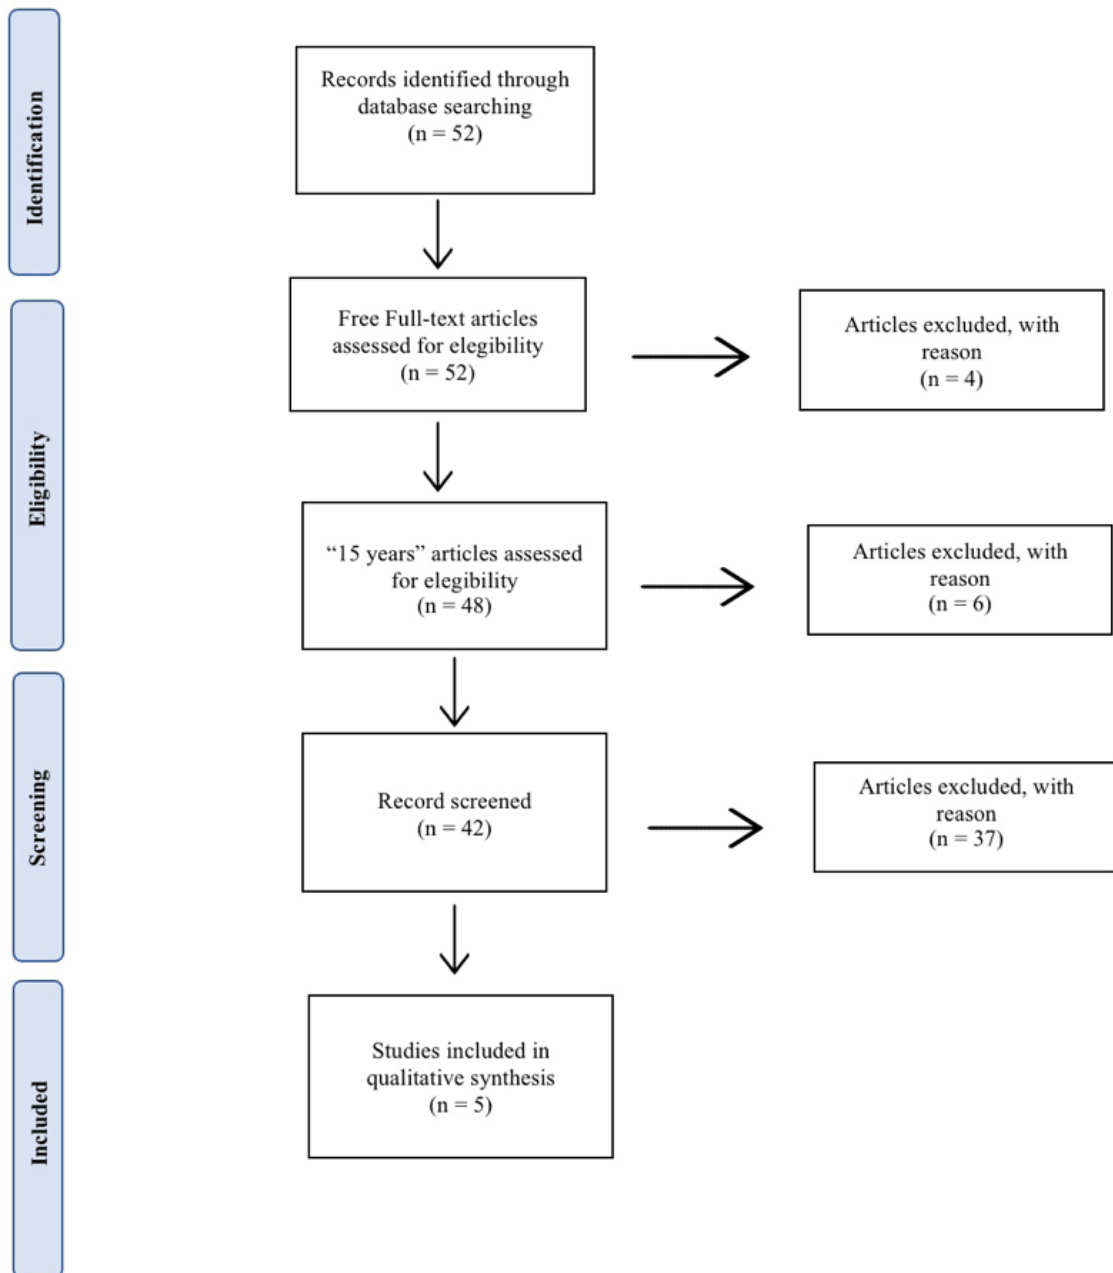 Identification
Records identified through
database searching
(n = 52)
Eligibility
Free Full-text articles
assessed for elegibility
(n = 52)
Articles excluded, with
reason
(n = 4)
“15 years” articles assessed
for elegibility
(n = 48)
Articles excluded, with
reason
(n = 6)
Screening
Record screened
(n = 42)
Articles excluded, with
reason
(n = 37)
Included
Studies included in
qualitative synthesis
(n = 5)